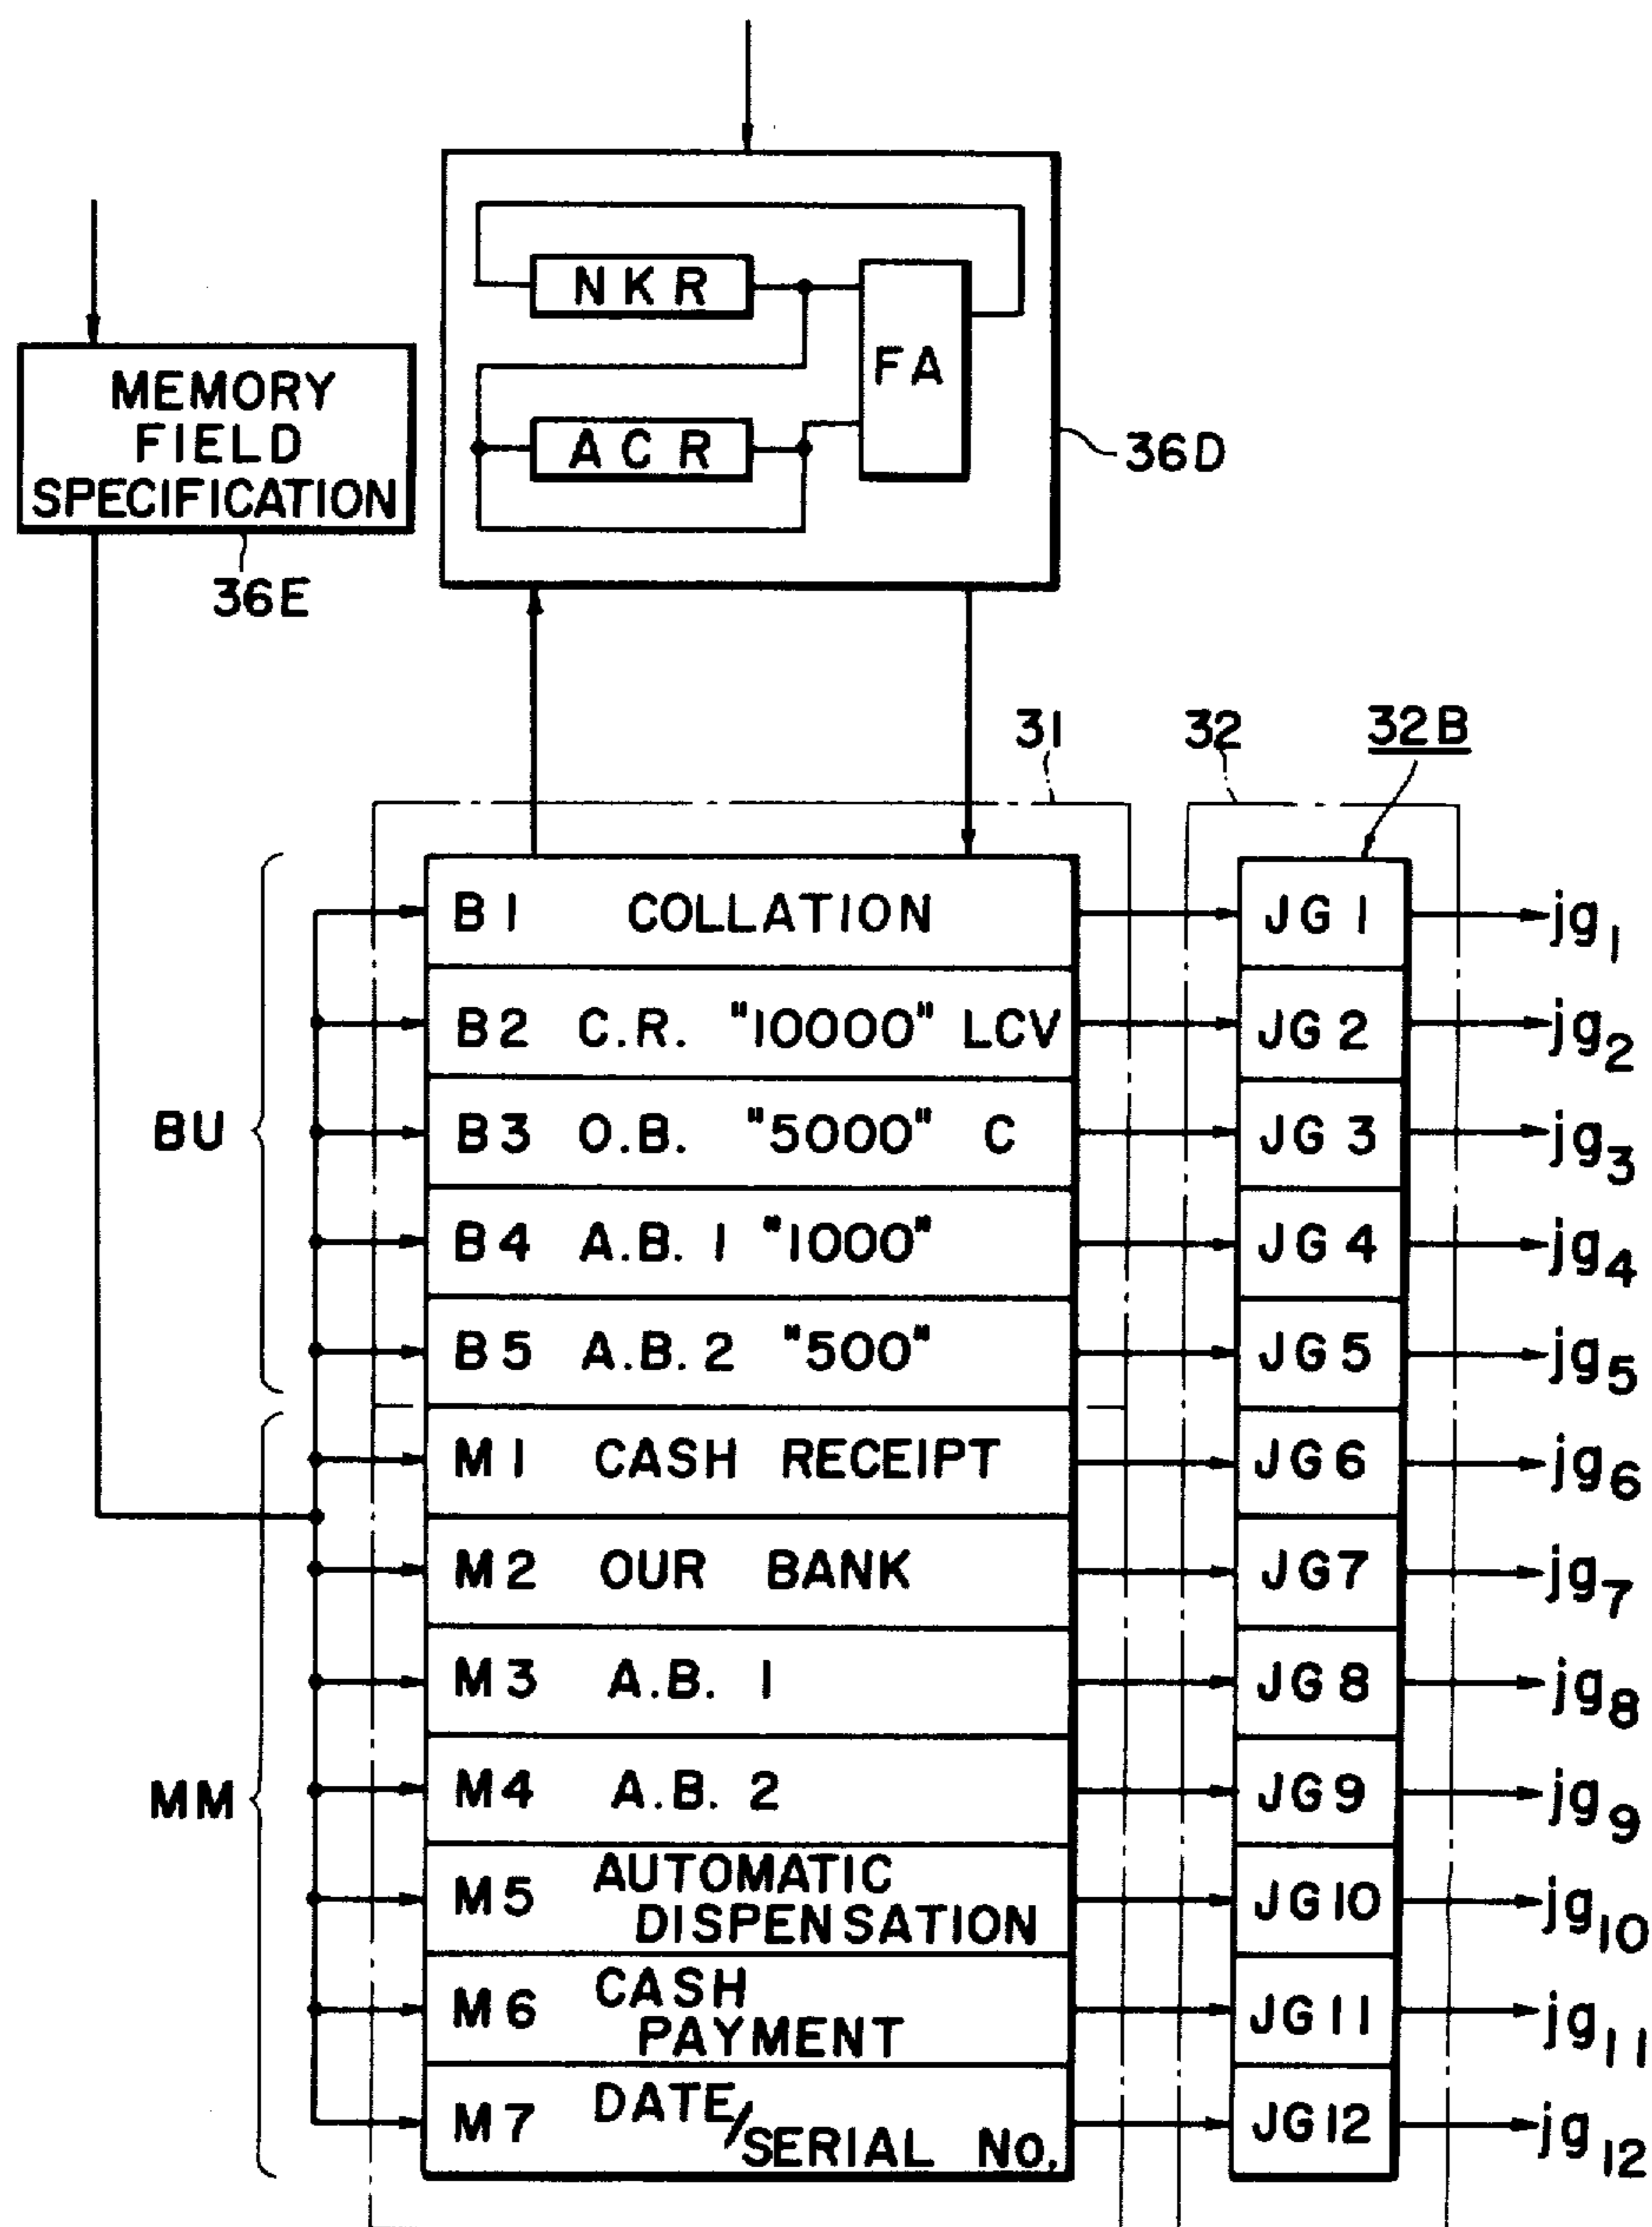 NKR
FA
ACR
36D
MEMORY
FIELD
SPECIFICATION
36E
31
32
32B
BU
MM
B1 COLLATION
JG1
jg1
B2 C.R. "10000" LCV
JG2
jg2
B3 O.B. "5000" C
JG3
jg3
B4 A.B. 1 "1000"
JG4
jg4
B5 A.B. 2 "500"
JG5
jg5
M1 CASH RECEIPT
JG6
jg6
M2 OUR BANK
JG7
jg7
M3 A.B. 1
JG8
jg8
M4 A.B. 2
JG9
jg9
M5 AUTOMATIC
DISPENSATION
JG10
jg10
M6 CASH
PAYMENT
JG11
jg11
M7 DATE/
SERIAL No.
JG12
jg12